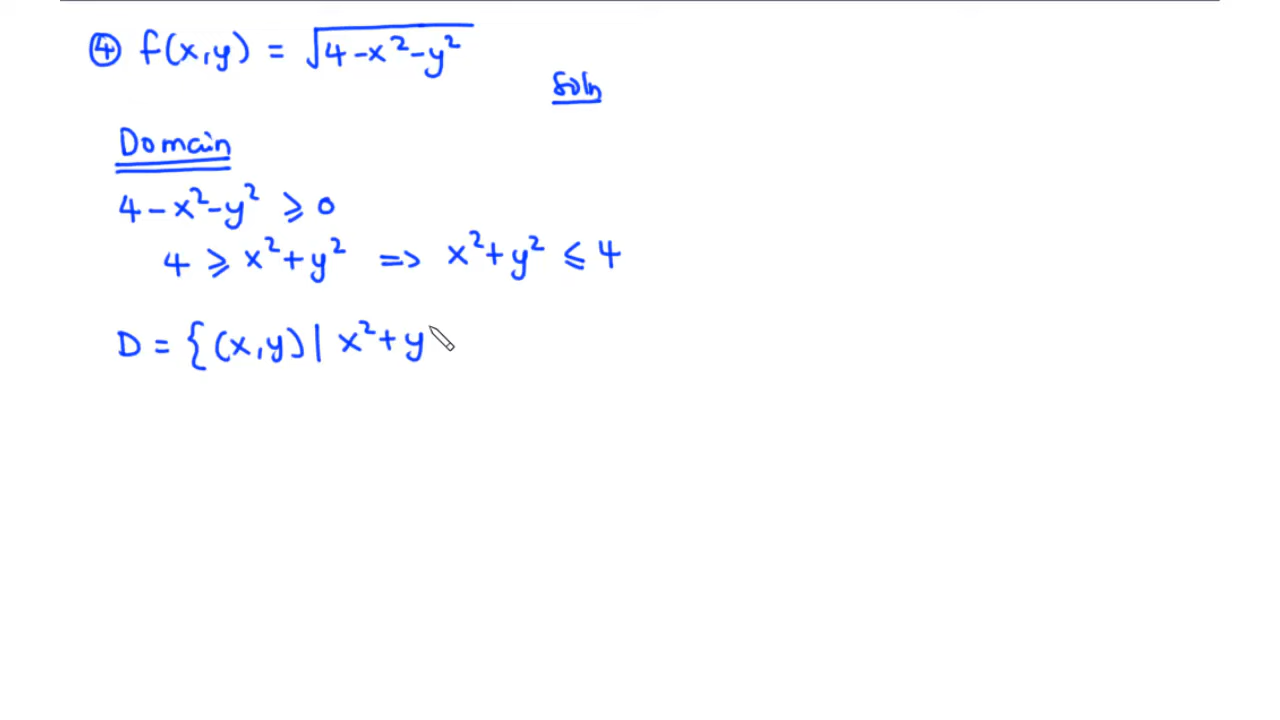 ④ f(x,y) = √(4-x²-y²)
Soln
Domain
4-x²-y² ⩾ 0
4 ⩾ x²+y² => x²+y² ⩽ 4
D = {(x,y) | x²+y